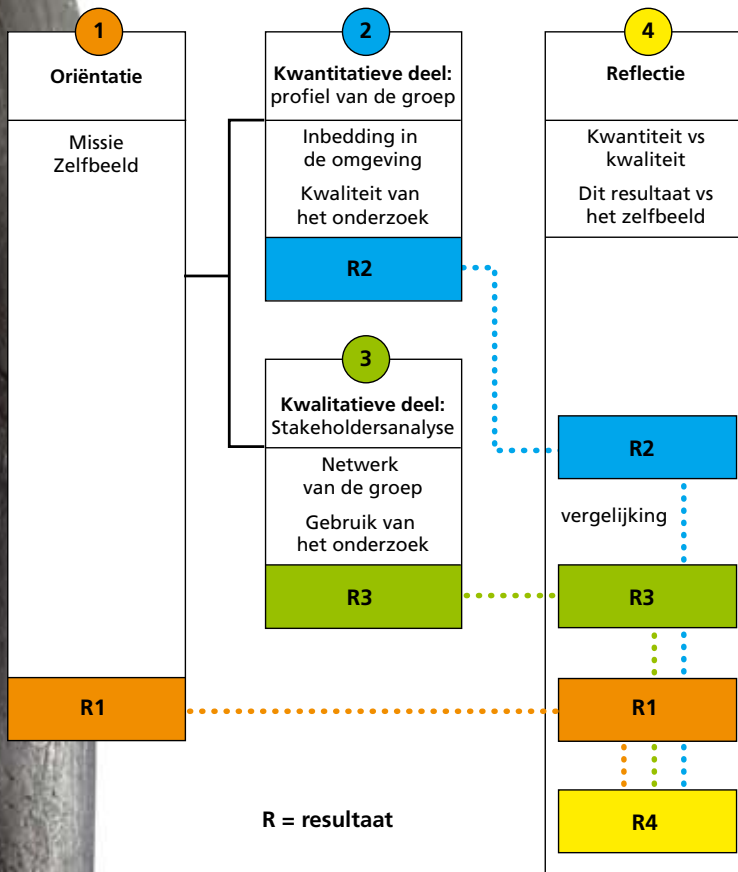 1
Oriëntatie
Missie
Zelfbeeld
R1
2
Kwantitatieve deel:
profiel van de groep
Inbedding in
de omgeving
Kwaliteit van
het onderzoek
R2
3
Kwalitatieve deel:
Stakeholdersanalyse
Netwerk
van de groep
Gebruik van
het onderzoek
R3
4
Reflectie
Kwantiteit vs
kwaliteit
Dit resultaat vs
het zelfbeeld
R2
vergelijking
R3
R1
R4
R = resultaat